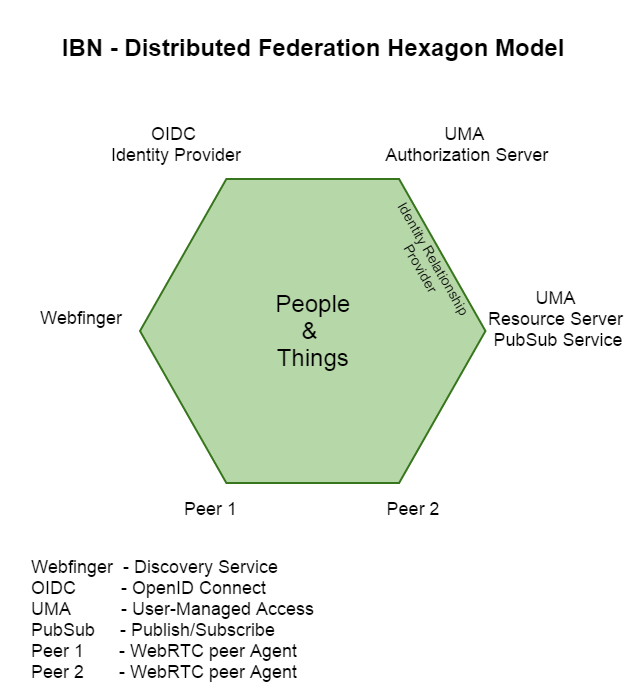 IBN - Distributed Federation Hexagon Model
OIDC
Identity Provider
UMA
Authorization Server
Identity Relationship
Provider
Webfinger
People
&
Things
UMA
Resource Server
PubSub Service
Peer 1
Peer 2
Webfinger - Discovery Service
OIDC - OpenID Connect
UMA - User-Managed Access
PubSub - Publish/Subscribe
Peer 1 - WebRTC peer Agent
Peer 2 - WebRTC peer Agent